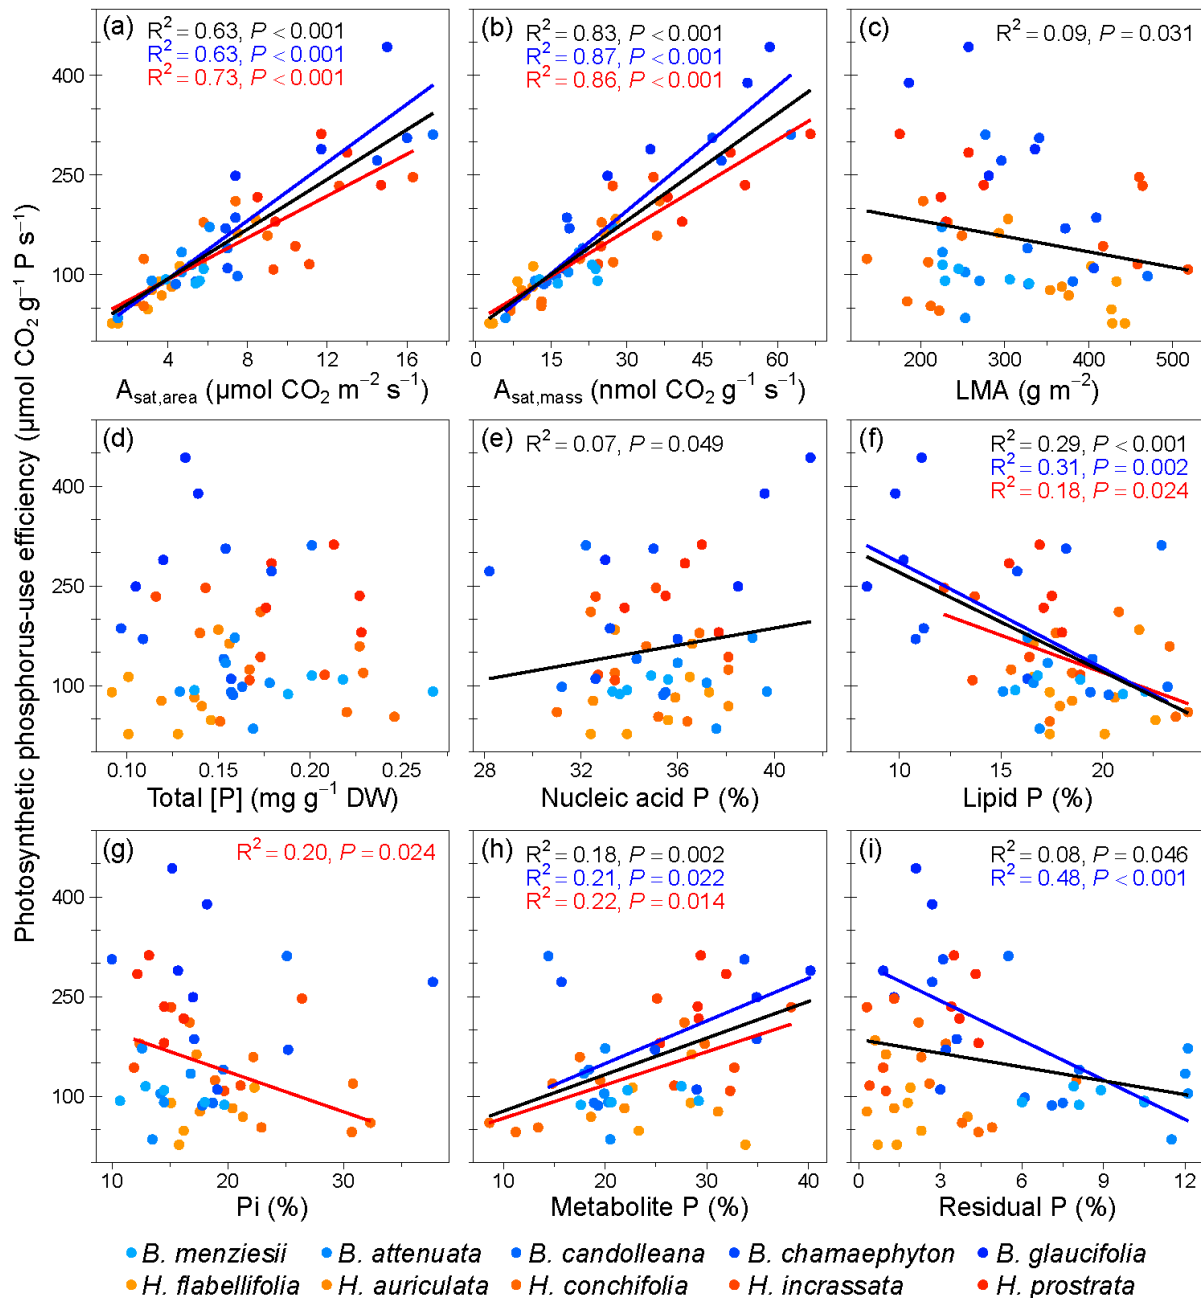 Photosynthetic phosphorus-use efficiency (µmol CO₂ g⁻¹ P s⁻¹)
(a)
R² = 0.63, P < 0.001
R² = 0.63, P < 0.001
R² = 0.73, P < 0.001
400
250
100
4 8 12 16
A_sat,area (µmol CO₂ m⁻² s⁻¹)
(b)
R² = 0.83, P < 0.001
R² = 0.87, P < 0.001
R² = 0.86, P < 0.001
0 15 30 45 60
A_sat,mass (nmol CO₂ g⁻¹ s⁻¹)
(c)
R² = 0.09, P = 0.031
200 300 400 500
LMA (g m⁻²)
(d)
400
250
100
0.10 0.15 0.20 0.25
Total [P] (mg g⁻¹ DW)
(e)
R² = 0.07, P = 0.049
28 32 36 40
Nucleic acid P (%)
(f)
R² = 0.29, P < 0.001
R² = 0.31, P = 0.002
R² = 0.18, P = 0.024
10 15 20
Lipid P (%)
(g)
R² = 0.20, P = 0.024
400
250
100
10 20 30
Pi (%)
(h)
R² = 0.18, P = 0.002
R² = 0.21, P = 0.022
R² = 0.22, P = 0.014
10 20 30 40
Metabolite P (%)
(i)
R² = 0.08, P = 0.046
R² = 0.48, P < 0.001
0 3 6 9 12
Residual P (%)
B. menziesii B. attenuata B. candolleana B. chamaephyton B. glaucifolia
H. flabellifolia H. auriculata H. conchifolia H. incrassata H. prostrata